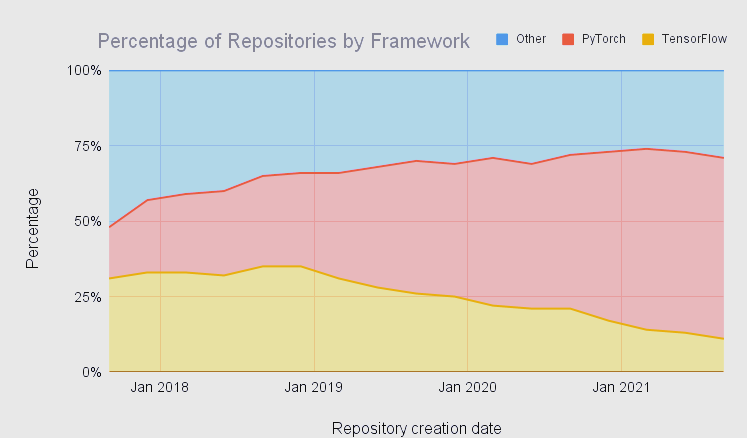 Percentage of Repositories by Framework
Other PyTorch TensorFlow
100%
75%
50%
25%
0%
Percentage
Jan 2018 Jan 2019 Jan 2020 Jan 2021
Repository creation date